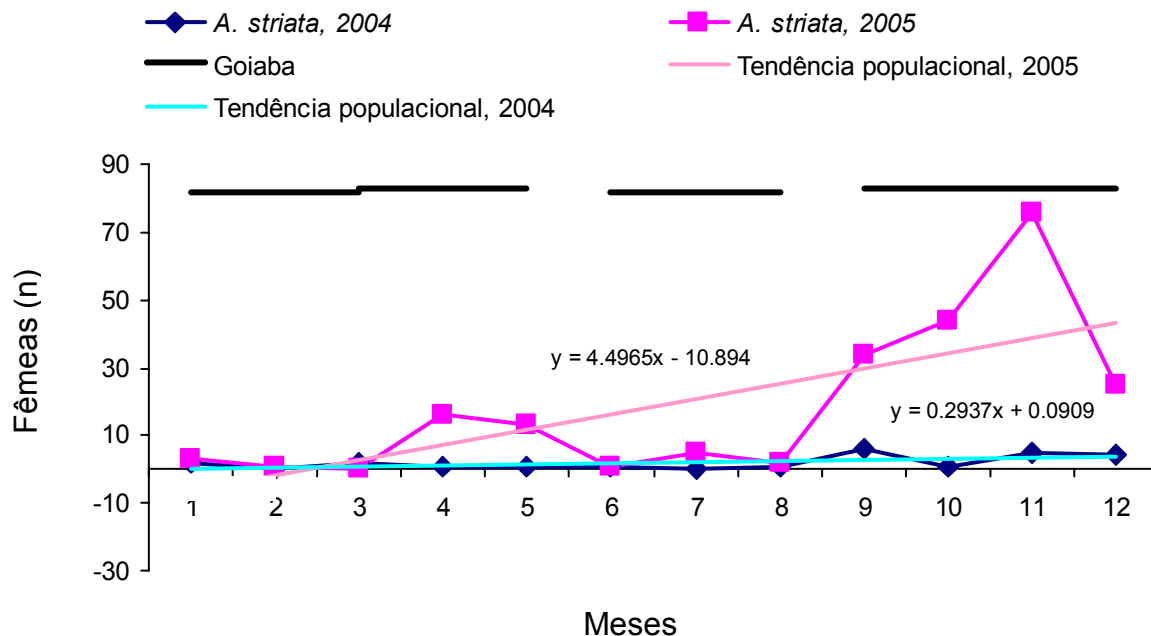 A. striata, 2004
A. striata, 2005
Goiaba
Tendência populacional, 2005
Tendência populacional, 2004
90
70
50
30
10
-10
-30
Fêmeas (n)
y = 4.4965x - 10.894
y = 0.2937x + 0.0909
1 2 3 4 5 6 7 8 9 10 11 12
Meses